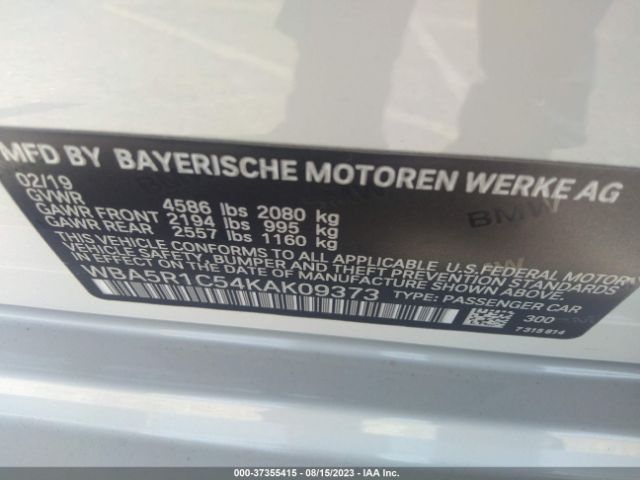 MFD BY BAYERISCHE MOTOREN WERKE AG
02/19
GVWR 4586 lbs 2080 kg
GAWR FRONT 2194 lbs 995 kg
GAWR REAR 2557 lbs 1160 kg
BMW
THIS VEHICLE CONFORMS TO ALL APPLICABLE U.S. FEDERAL MOTOR
VEHICLE SAFETY, BUMPER, AND THEFT PREVENTION STANDARDS
IN EFFECT ON THE DATE OF MANUFACTURE SHOWN ABOVE.
WBA5R1C54KAK09373 TYPE: PASSENGER CAR
300
7 315 814
000-37355415 - 08/15/2023 - IAA Inc.